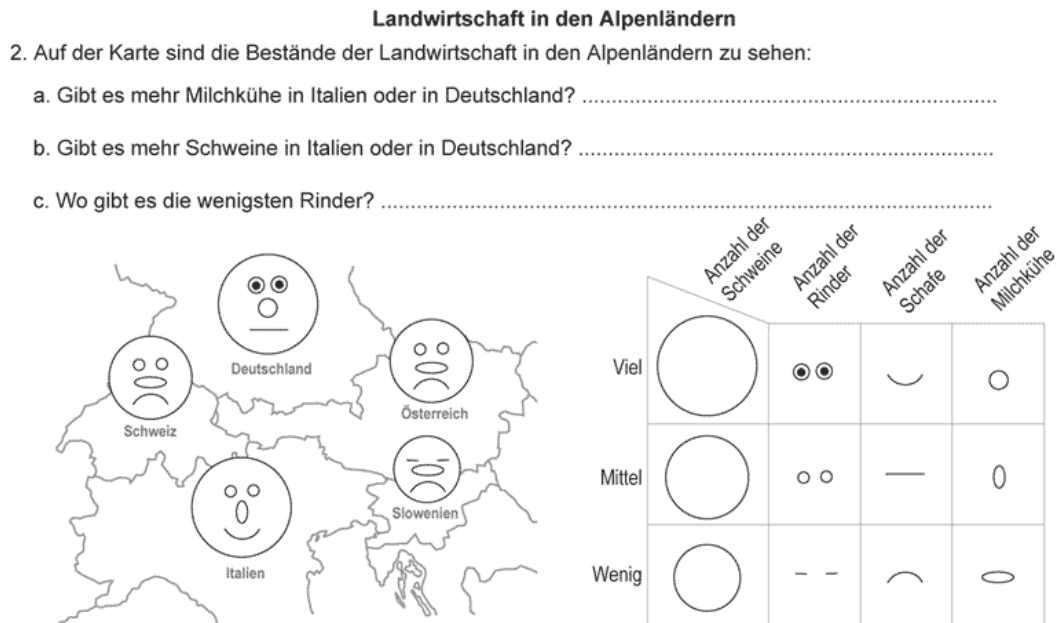 Landwirtschaft in den Alpenländern
2. Auf der Karte sind die Bestände der Landwirtschaft in den Alpenländern zu sehen:
a. Gibt es mehr Milchkühe in Italien oder in Deutschland? ........................................................................
b. Gibt es mehr Schweine in Italien oder in Deutschland? ........................................................................
c. Wo gibt es die wenigsten Rinder? ..........................................................................................................
Deutschland
Schweiz
Österreich
Slowenien
Italien
Anzahl der
Schweine
Anzahl der
Rinder
Anzahl der
Schafe
Anzahl der
Milchkühe
Viel
Mittel
Wenig